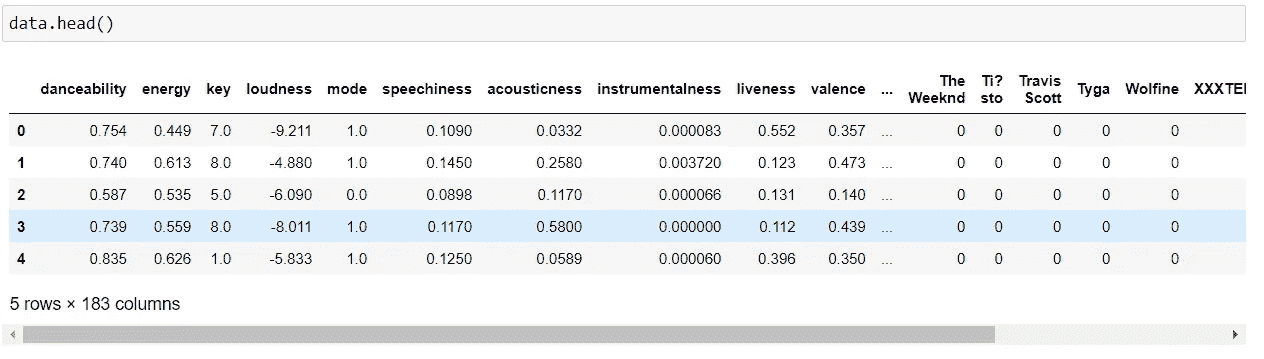 data.head()
danceability energy key loudness mode speechiness acousticness instrumentalness liveness valence ... The Weeknd Ti? sto Travis Scott Tyga Wolfine XXXTE
0 0.754 0.449 7.0 -9.211 1.0 0.1090 0.0332 0.000083 0.552 0.357 ... 0 0 0 0 0
1 0.740 0.613 8.0 -4.880 1.0 0.1450 0.2580 0.003720 0.123 0.473 ... 0 0 0 0 0
2 0.587 0.535 5.0 -6.090 0.0 0.0898 0.1170 0.000066 0.131 0.140 ... 0 0 0 0 0
3 0.739 0.559 8.0 -8.011 1.0 0.1170 0.5800 0.000000 0.112 0.439 ... 0 0 0 0 0
4 0.835 0.626 1.0 -5.833 1.0 0.1250 0.0589 0.000060 0.396 0.350 ... 0 0 0 0 0
5 rows × 183 columns